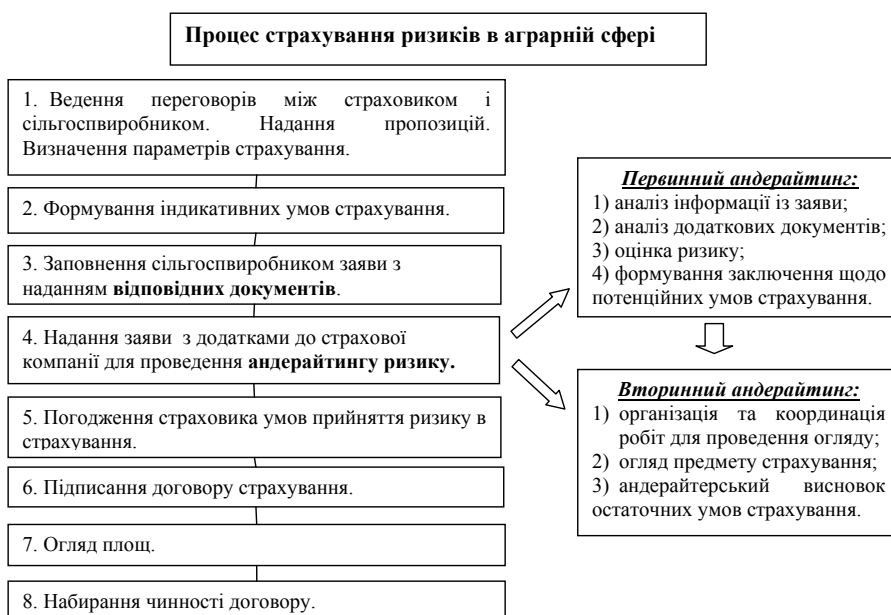 Процес страхування ризиків в аграрній сфері
1. Ведення переговорів між страховиком і
сільгоспвиробником. Надання пропозицій.
Визначення параметрів страхування.
2. Формування індикативних умов страхування.
3. Заповнення сільгоспвиробником заяви з
наданням відповідних документів.
4. Надання заяви з додатками до страхової
компанії для проведення андерайтингу ризику.
5. Погодження страховика умов прийняття ризику в
страхування.
6. Підписання договору страхування.
7. Огляд площ.
8. Набирання чинності договору.
Первинний андерайтинг:
1) аналіз інформації із заяви;
2) аналіз додаткових документів;
3) оцінка ризику;
4) формування заключення щодо
потенційних умов страхування.
Вторинний андерайтинг:
1) організація та координація
робіт для проведення огляду;
2) огляд предмету страхування;
3) андерайтерський висновок
остаточних умов страхування.